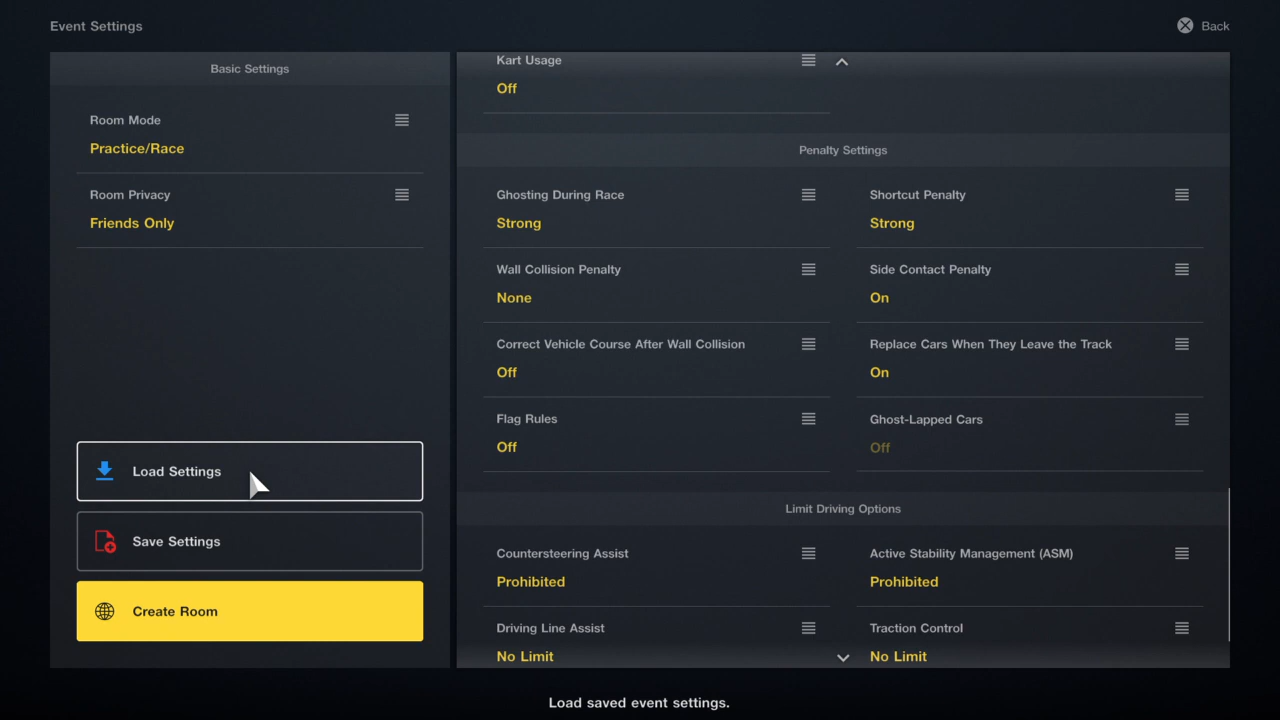 Event Settings
Back
Basic Settings
Room Mode
Practice/Race
Room Privacy
Friends Only
Load Settings
Save Settings
Create Room
Kart Usage
Off
Penalty Settings
Ghosting During Race
Strong
Shortcut Penalty
Strong
Wall Collision Penalty
None
Side Contact Penalty
On
Correct Vehicle Course After Wall Collision
Off
Replace Cars When They Leave the Track
On
Flag Rules
Off
Ghost-Lapped Cars
Off
Limit Driving Options
Countersteering Assist
Prohibited
Active Stability Management (ASM)
Prohibited
Driving Line Assist
No Limit
Traction Control
No Limit
Load saved event settings.